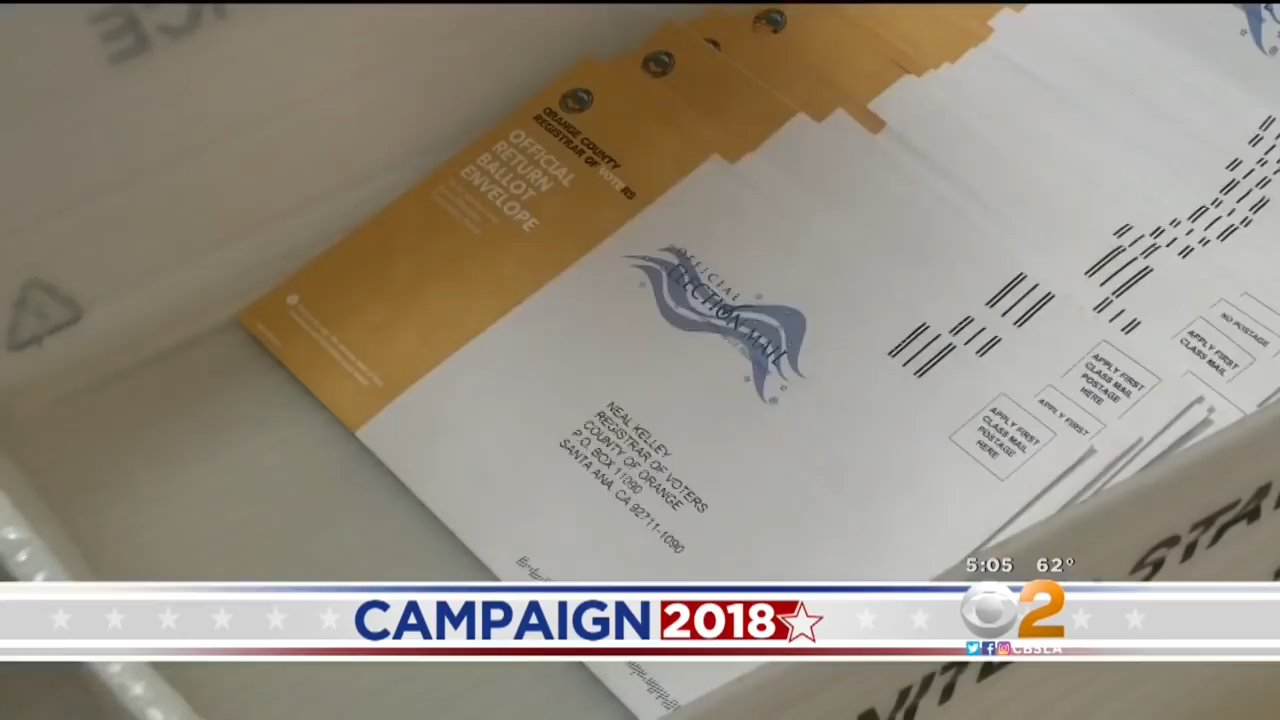 ORANGE COUNTY
REGISTRAR OF VOTERS
OFFICIAL
RETURN
BALLOT
ENVELOPE
OFFICIAL
ELECTION MAIL
NEAL KELLEY
REGISTRAR OF VOTERS
COUNTY OF ORANGE
P.O. BOX 11090
SANTA ANA, CA 92711-1090
APPLY FIRST
CLASS MAIL
POSTAGE
HERE
APPLY FIRST
APPLY FIRST
CLASS MAIL
POSTAGE
HERE
APPLY FIRST
CLASS MAIL
NO POSTAGE
5:05 62°
CAMPAIGN 2018
2
CBSLA